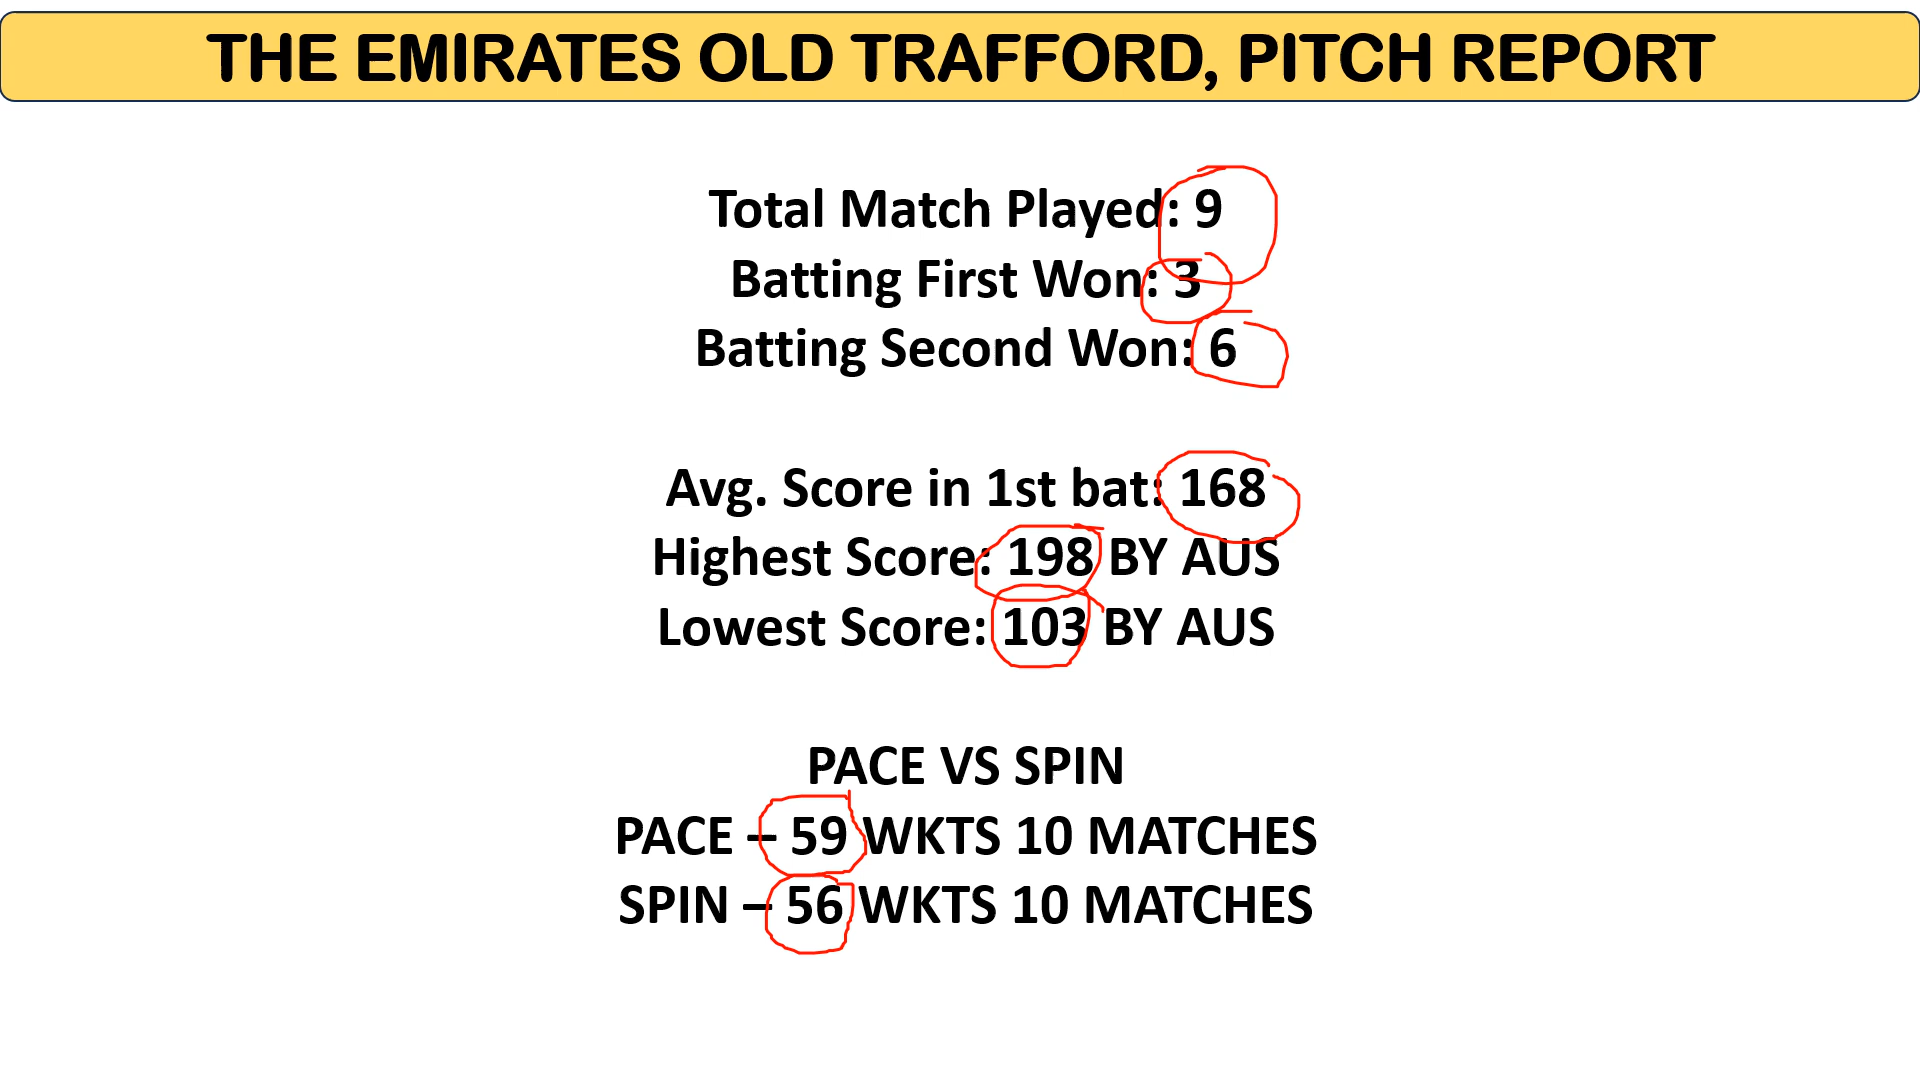 THE EMIRATES OLD TRAFFORD, PITCH REPORT
Total Match Played: 9
Batting First Won: 3
Batting Second Won: 6
Avg. Score in 1st bat: 168
Highest Score: 198 BY AUS
Lowest Score: 103 BY AUS
PACE VS SPIN
PACE – 59 WKTS 10 MATCHES
SPIN – 56 WKTS 10 MATCHES